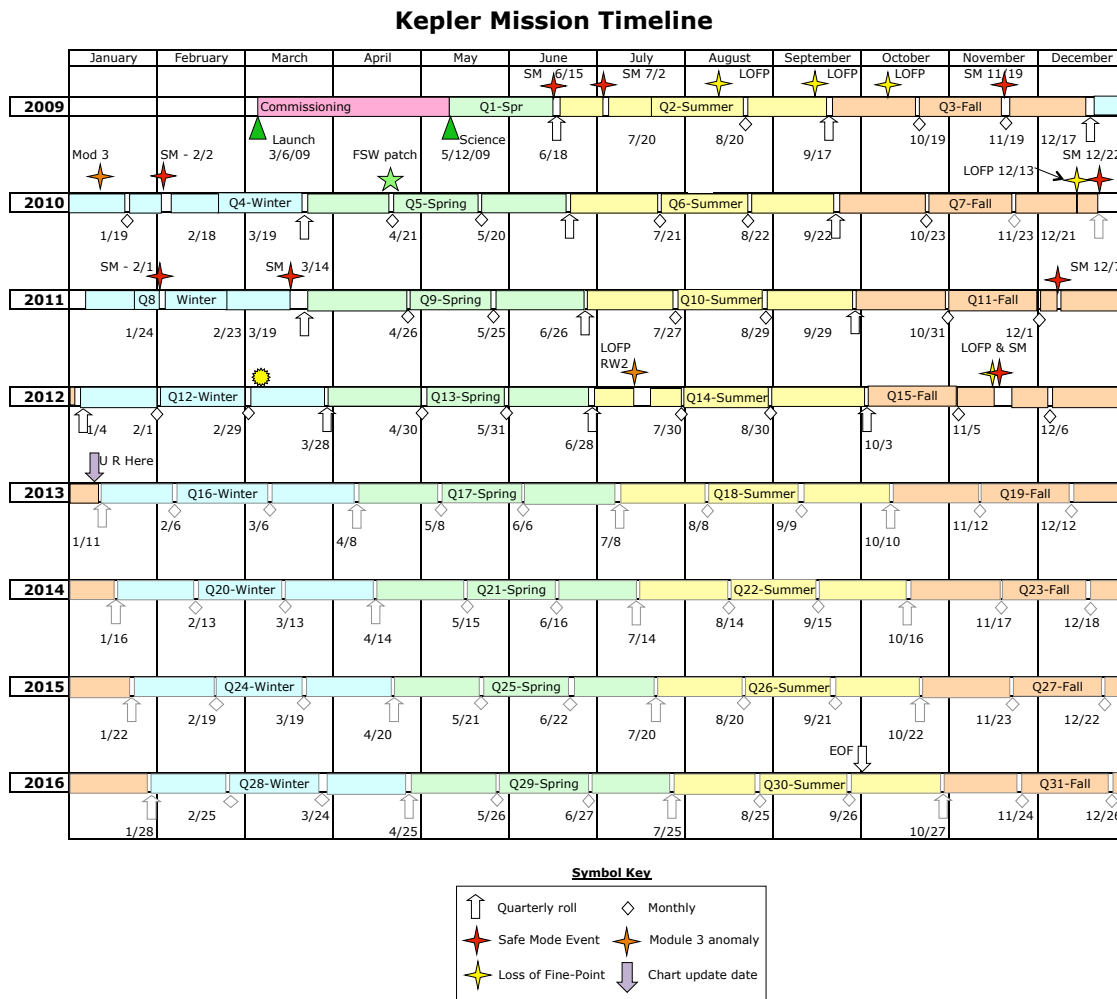 Kepler Mission Timeline
January February March April May June July August September October November December
SM 6/15 SM 7/2 LOFP LOFP LOFP SM 11/19
2009 Commissioning Q1-Spr Q2-Summer Q3-Fall
Launch Science 7/20 8/20 10/19 11/19 12/17
3/6/09 5/12/09 6/18 9/17
Mod 3 SM - 2/2 FSW patch SM 12/22
LOFP 12/13
2010 Q4-Winter Q5-Spring Q6-Summer Q7-Fall
1/19 2/18 3/19 4/21 5/20 7/21 8/22 9/22 10/23 11/23 12/21
SM - 2/1 SM 3/14 SM 12/7
2011 Q8 Winter Q9-Spring Q10-Summer Q11-Fall
1/24 2/23 3/19 4/26 5/25 6/26 7/27 8/29 9/29 10/31 12/1
LOFP LOFP & SM
RW2
2012 Q12-Winter Q13-Spring Q14-Summer Q15-Fall
1/4 2/1 2/29 3/28 4/30 5/31 6/28 7/30 8/30 10/3 11/5 12/6
U R Here
2013 Q16-Winter Q17-Spring Q18-Summer Q19-Fall
1/11 2/6 3/6 4/8 5/8 6/6 7/8 8/8 9/9 10/10 11/12 12/12
2014 Q20-Winter Q21-Spring Q22-Summer Q23-Fall
1/16 2/13 3/13 4/14 5/15 6/16 7/14 8/14 9/15 10/16 11/17 12/18
2015 Q24-Winter Q25-Spring Q26-Summer Q27-Fall
1/22 2/19 3/19 4/20 5/21 6/22 7/20 8/20 9/21 10/22 11/23 12/22
EOF
2016 Q28-Winter Q29-Spring Q30-Summer Q31-Fall
1/28 2/25 3/24 4/25 5/26 6/27 7/25 8/25 9/26 10/27 11/24 12/26
Symbol Key
Quarterly roll Monthly
Safe Mode Event Module 3 anomaly
Loss of Fine-Point Chart update date